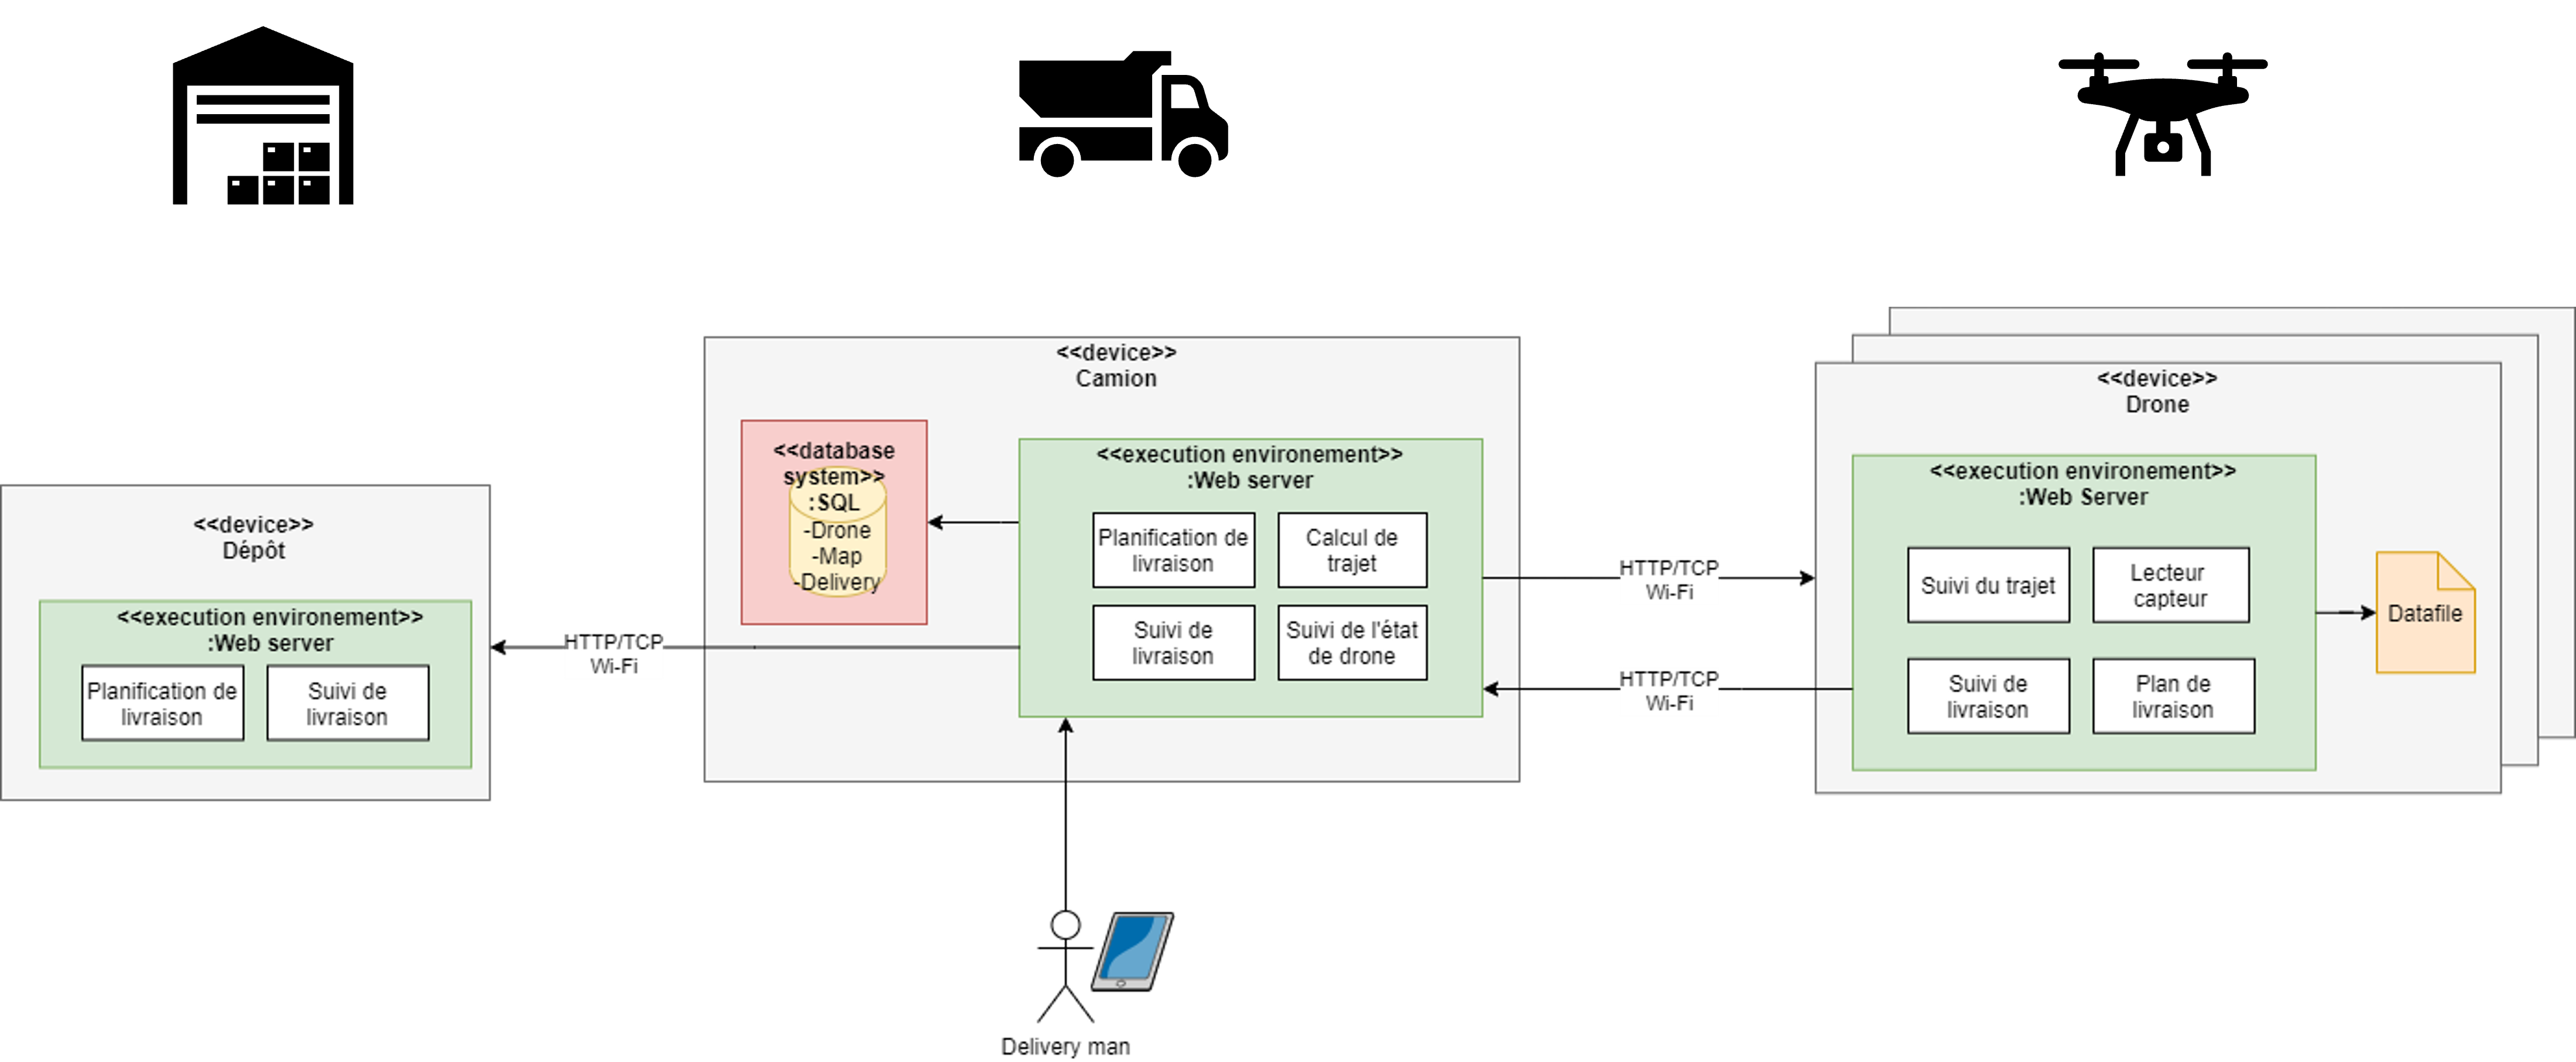 <<device>>
Dépôt
<<execution environement>>
:Web server
Planification de
livraison
Suivi de
livraison
HTTP/TCP
Wi-Fi
<<device>>
Camion
<<database
system>>
:SQL
-Drone
-Map
-Delivery
<<execution environement>>
:Web server
Planification de
livraison
Calcul de
trajet
Suivi de
livraison
Suivi de l'état
de drone
HTTP/TCP
Wi-Fi
HTTP/TCP
Wi-Fi
<<device>>
Drone
<<execution environement>>
:Web Server
Suivi du trajet
Lecteur
capteur
Suivi de
livraison
Plan de
livraison
Datafile
Delivery man